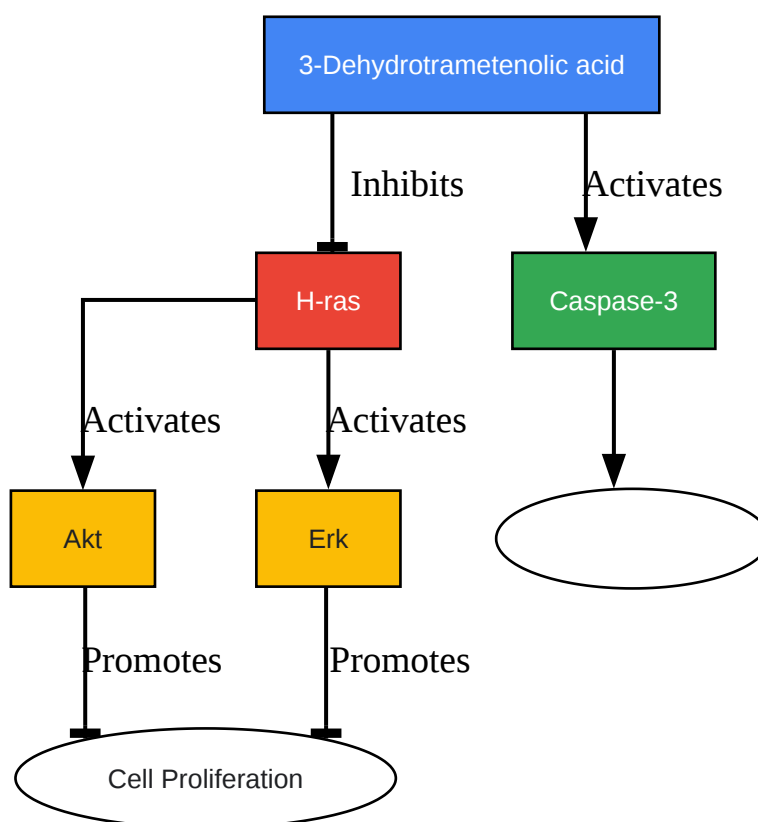 3-Dehydrotrametenolic acid
Inhibits
Activates
H-ras
Caspase-3
Activates
Activates
Akt
Erk
Promotes
Promotes
Cell Proliferation